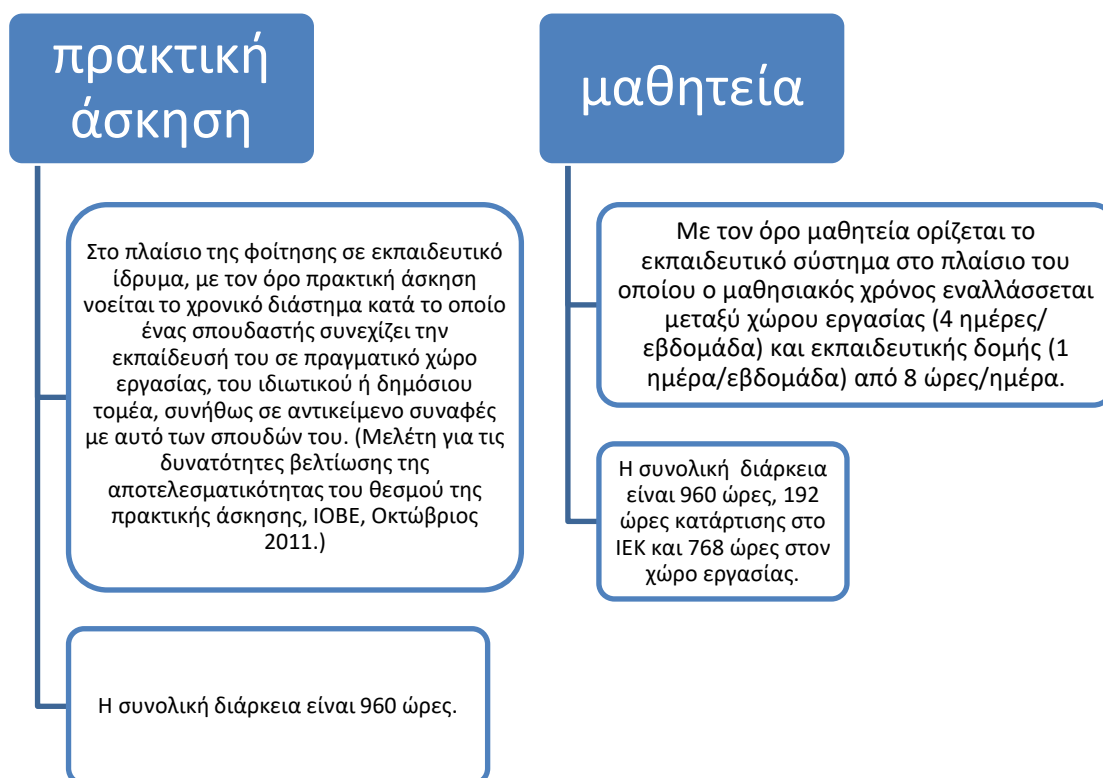 πρακτική
άσκηση
Στο πλαίσιο της φοίτησης σε εκπαιδευτικό
ίδρυμα, με τον όρο πρακτική άσκηση
νοείται το χρονικό διάστημα κατά το οποίο
ένας σπουδαστής συνεχίζει την
εκπαίδευσή του σε πραγματικό χώρο
εργασίας, του ιδιωτικού ή δημόσιου
τομέα, συνήθως σε αντικείμενο συναφές
με αυτό των σπουδών του. (Μελέτη για τις
δυνατότητες βελτίωσης της
αποτελεσματικότητας του θεσμού της
πρακτικής άσκησης, ΙΟΒΕ, Οκτώβριος
2011.)
Η συνολική διάρκεια είναι 960 ώρες.
μαθητεία
Με τον όρο μαθητεία ορίζεται το
εκπαιδευτικό σύστημα στο πλαίσιο του
οποίου ο μαθησιακός χρόνος εναλλάσσεται
μεταξύ χώρου εργασίας (4 ημέρες/
εβδομάδα) και εκπαιδευτικής δομής (1
ημέρα/εβδομάδα) από 8 ώρες/ημέρα.
Η συνολική διάρκεια
είναι 960 ώρες, 192
ώρες κατάρτισης στο
ΙΕΚ και 768 ώρες στον
χώρο εργασίας.